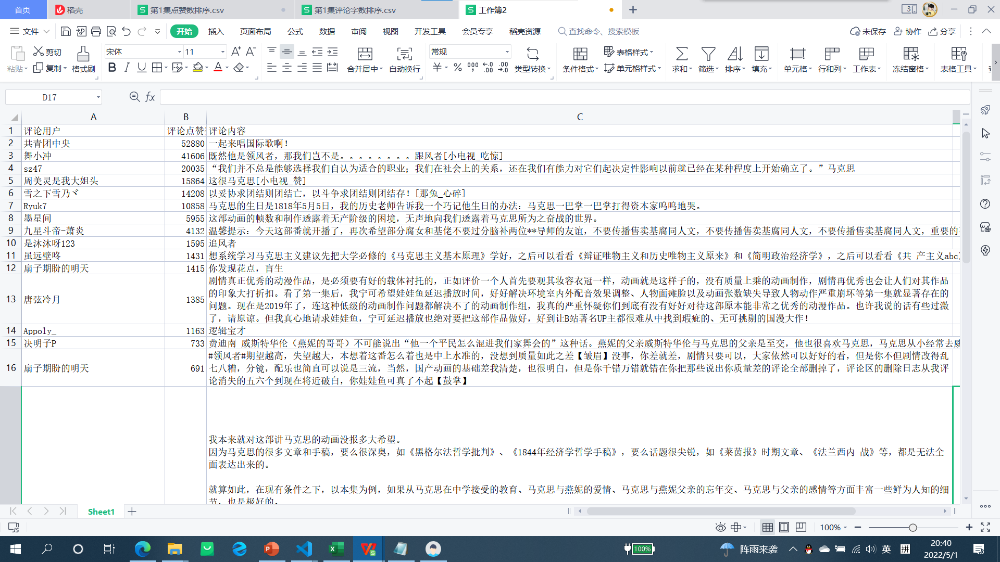 首页 稻壳 第1集点赞数排序.csv 第1集评论字数排序.csv 工作簿2
文件 开始 插入 页面布局 公式 数据 审阅 视图 开发工具 会员专享 稻壳资源 查找命令、搜索模板 未保存 协作 分享
剪切 宋体 11 常规 表格样式
粘贴 复制 格式刷 合并居中 自动换行 类型转换 条件格式 单元格样式 求和 筛选 排序 填充 单元格 行和列 工作表 冻结窗格 表格工具
D17 fx
A B C
1 评论用户 评论点赞 评论内容
2 共青团中央 52880 一起来唱国际歌啊！
3 舞小冲 41606 既然他是领风者，那我们岂不是。。。。。。。。跟风者[小电视_吃惊]
4 sz47 20035 “我们并不总是能够选择我们自认为适合的职业；我们在社会上的关系，还在我们有能力对它们起决定性影响以前就已经在某种程度上开始确立了。”马克思
5 周美灵是我大姐头 15864 这很马克思[小电视_赞]
6 雪之下雪乃ヾ 14208 以妥协求团结则团结亡，以斗争求团结则团结存！[那兔_心碎]
7 Ryuk7 10858 马克思的生日是1818年5月5日，我的历史老师告诉我一个巧记他生日的办法：马克思一巴掌一巴掌打得资本家呜呜地哭。
8 墨星间 5955 这部动画的帧数和制作透露着无产阶级的困境，无声地向我们透露着马克思所为之奋战的世界。
9 九星斗帝-萧炎 4132 温馨提示：今天这部番就开播了，再次希望部分腐女和基佬不要过分脑补两位**导师的友谊，不要传播售卖基腐同人文，不要传播售卖基腐同人文，不要传播售卖基腐同人文，重要的
10 是沐沐呀123 1595 追风者
11 虽远壁咚 1431 想系统学习马克思主义建议先把大学必修的《马克思主义基本原理》学好，之后可以看看《辩证唯物主义和历史唯物主义原来》和《简明政治经济学》，之后可以看看《共 产主义abc
12 扇子期盼的明天 1415 你发现花点，盲生
13 唐弦冷月 1385 剧情真正优秀的动漫作品，是必须要有好的载体衬托的，正如评价一个人首先要观其妆容衣冠一样，动画就是这样子的，没有质量上乘的动画制作，剧情再优秀也会让人们对其作品
的印象大打折扣。看了第一集后，我宁可希望娃娃鱼延迟播放时间，好好解决环境室内外配音效果调整、人物面瘫脸以及动画张数缺失导致人物动作严重崩坏等第一集就显著存在的
问题。现在是2019年了，连这种低级的动画制作问题都解决不了的动画制作组，我真的严重怀疑你们到底有没有好好对待这部原本能非常之优秀的动漫作品。也许我说的话有些过激
了，请原谅。但我真心地请求娃娃鱼，宁可延迟播放也绝对要把这部作品做好，好到让B站著名UP主都很难从中找到瑕疵的、无可挑剔的国漫大作！
14 Appoly_ 1163 逻辑宝才
15 决明子P 733 费迪南 威斯特华伦（燕妮的哥哥）不可能说出“他一个平民怎么混进我们家舞会的”这种话。燕妮的父亲威斯特华伦与马克思的父亲是至交，他也很喜欢马克思，马克思从小经常去威
16 扇子期盼的明天 691 #领风者#期望越高，失望越大，本想着这番怎么着也是中上水准的，没想到质量如此之差【皱眉】没事，你差就差，剧情只要可以，大家依然可以好好的看，但是你不但剧情改得乱
七八糟，分镜，配乐也简直可以说是三流，当然，国产动画的基础差我清楚，也很明白，但是你千错万错就错在你把那些说出你质量差的评论全部删掉了，评论区的删除日志从我评
论消失的五六个到现在将近破白，你娃娃鱼可真了不起【鼓掌】
我本来就对这部讲马克思的动画没报多大希望。
因为马克思的很多文章和手稿，要么很深奥，如《黑格尔法哲学批判》、《1844年经济学哲学手稿》，要么话题很尖锐，如《莱茵报》时期文章、《法兰西内 战》等，都是无法全
面表达出来的。
就算如此，在现有条件之下，以本集为例，如果从马克思在中学接受的教育、马克思与燕妮的爱情、马克思与燕妮父亲的忘年交、马克思与父亲的感情等方面丰富一些鲜为人知的细
节，也是极好的。
Sheet1
100%
100% 阵雨来袭 英 拼 20:40
2022/5/1